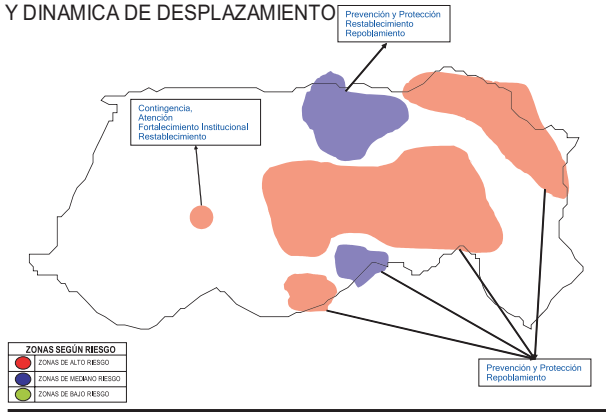 Y DINAMICA DE DESPLAZAMIENTO
Prevención y Protección
Restablecimiento
Repoblamiento
Contingencia,
Atención
Fortalecimiento Institucional
Restablecimiento
ZONAS SEGÚN RIESGO
ZONAS DE ALTO RIESGO
ZONAS DE MEDIANO RIESGO
ZONAS DE BAJO RIESGO
Prevención y Protección
Repoblamiento